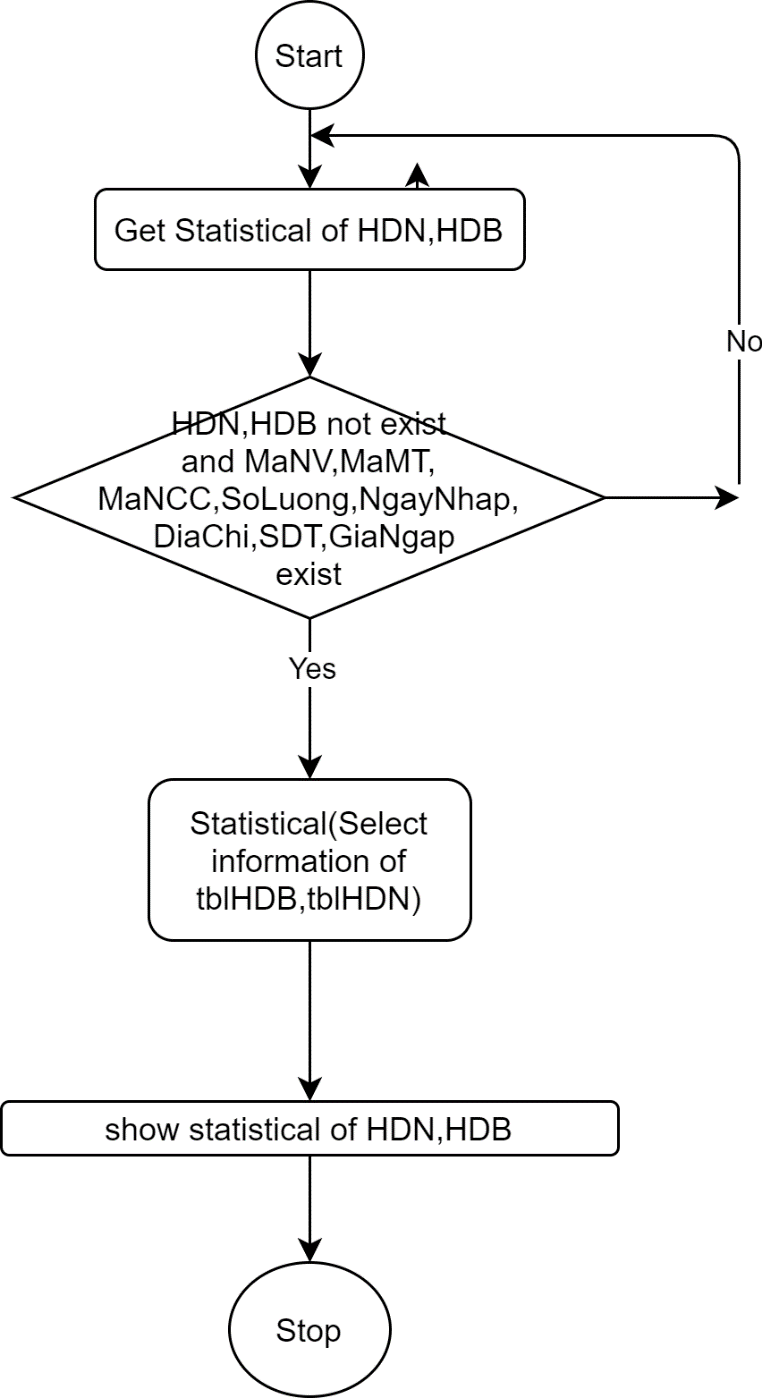 Start
Get Statistical of HDN,HDB
No
HDN,HDB not exist
and MaNV,MaMT,
MaNCC,SoLuong,NgayNhap,
DiaChi,SDT,GiaNgap
exist
Yes
Statistical(Select
information of
tblHDB,tblHDN)
show statistical of HDN,HDB
Stop